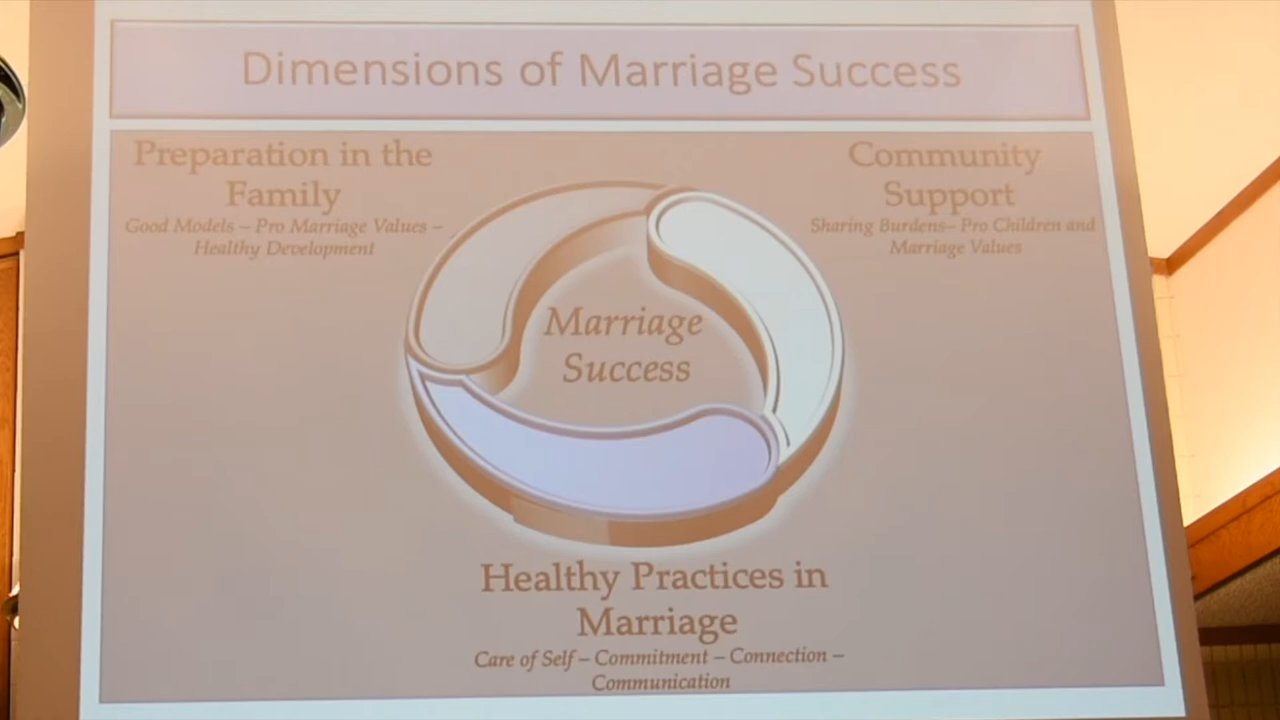 Dimensions of Marriage Success
Preparation in the
Family
Good Models – Pro Marriage Values –
Healthy Development
Community
Support
Sharing Burdens– Pro Children and
Marriage Values
Marriage
Success
Healthy Practices in
Marriage
Care of Self – Commitment – Connection –
Communication